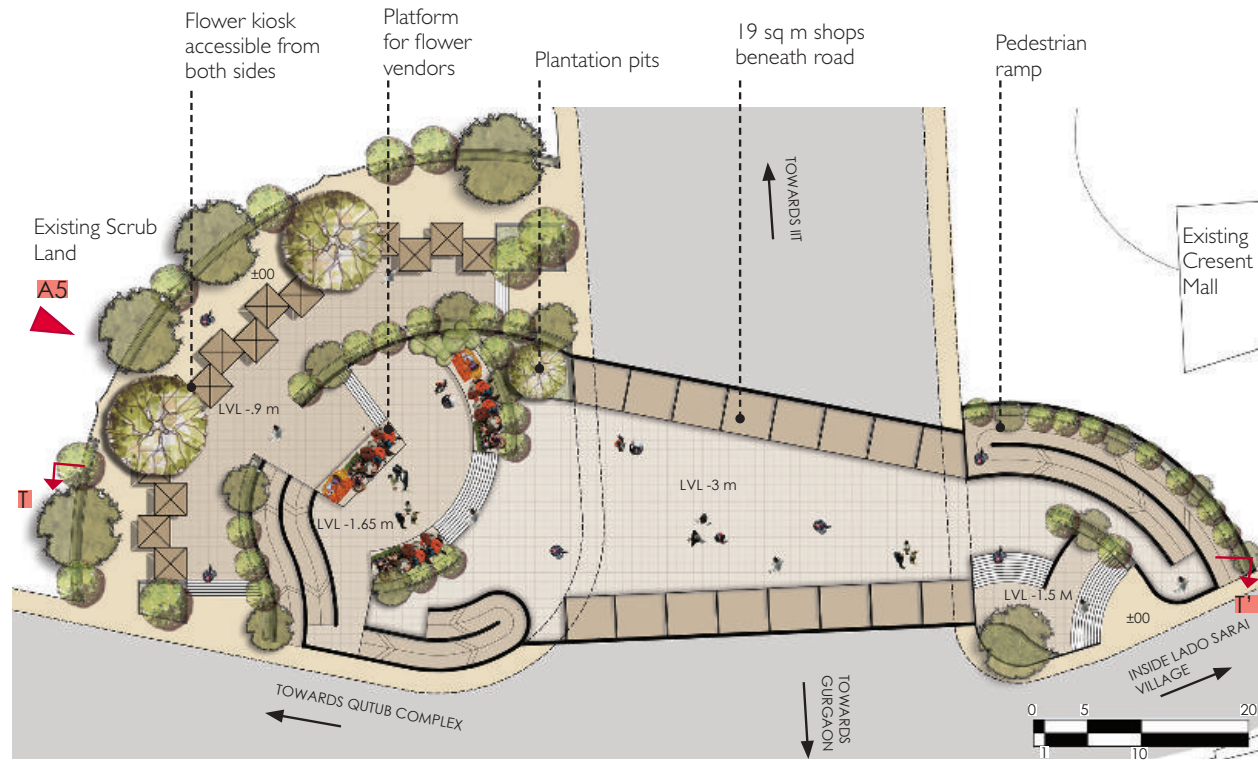 Flower kiosk
accessible from
both sides
Platform
for flower
vendors
Plantation pits
19 sq m shops
beneath road
Pedestrian
ramp
TOWARDS IIT
Existing Scrub
Land
Existing
Cresent
Mall
±00
A5
LVL -.9 m
LVL -3 m
T
LVL -1.65 m
LVL -1.5 M
T'
±00
INSIDE LADO SARAI
VILLAGE
TOWARDS QUTUB COMPLEX
TOWARDS
GURGAON
0 5 20
1 10